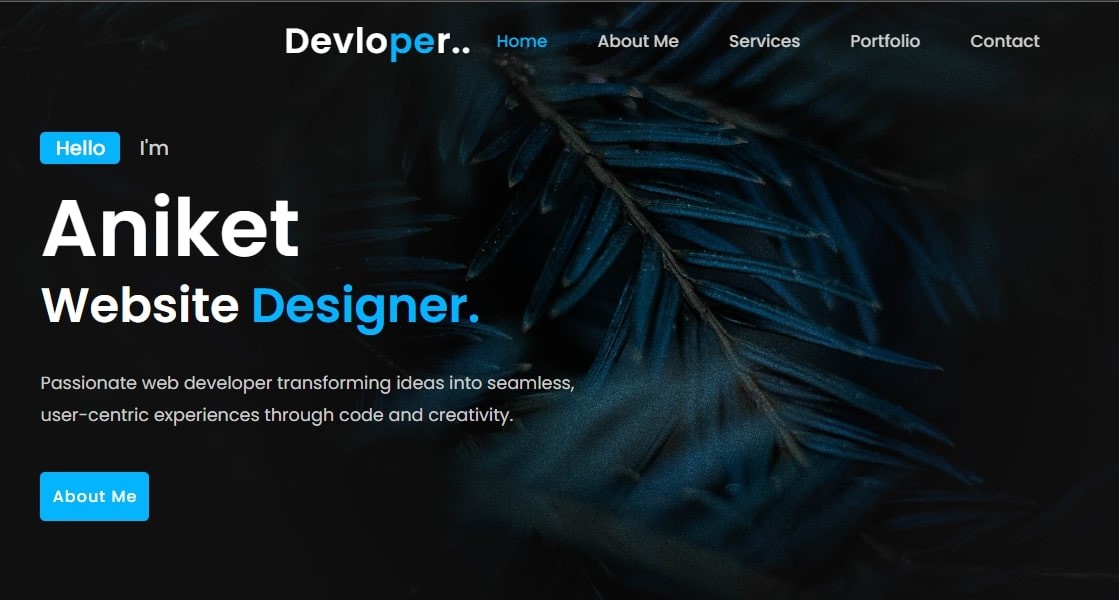 Devloper..
Home About Me Services Portfolio Contact
Hello I'm
Aniket
Website Designer.
Passionate web developer transforming ideas into seamless,
user-centric experiences through code and creativity.
About Me